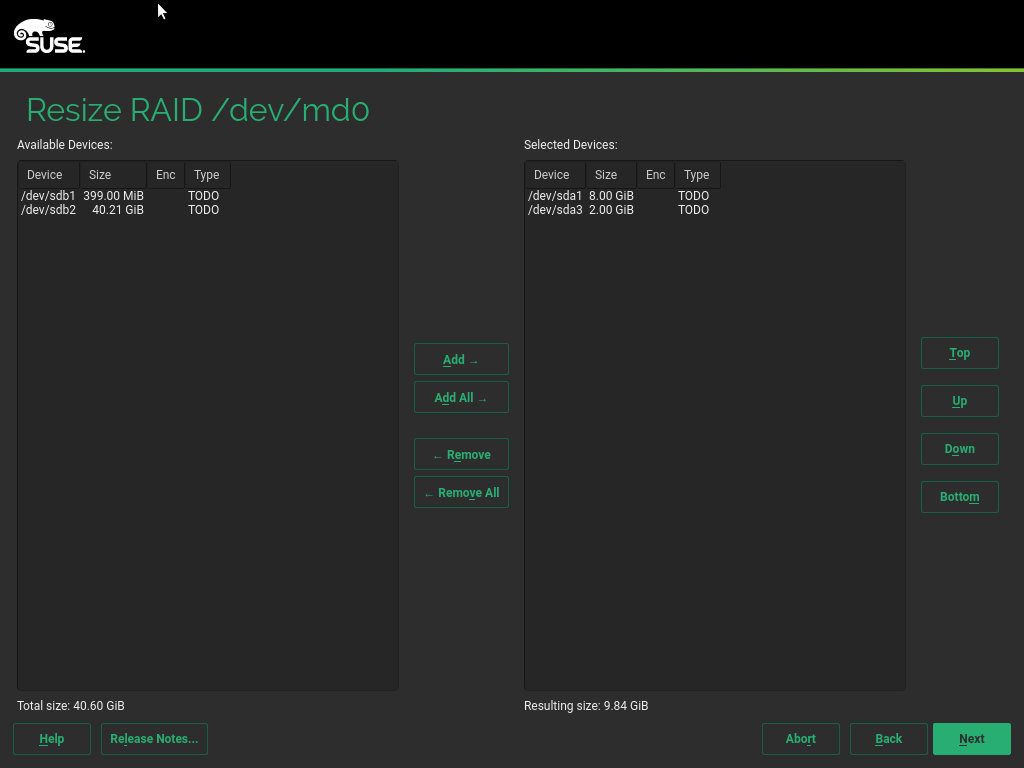 SUSE.
Resize RAID /dev/md0
Available Devices:
Device Size Enc Type
/dev/sdb1 399.00 MiB TODO
/dev/sdb2 40.21 GiB TODO
Total size: 40.60 GiB
Add →
Add All →
← Remove
← Remove All
Selected Devices:
Device Size Enc Type
/dev/sda1 8.00 GiB TODO
/dev/sda3 2.00 GiB TODO
Resulting size: 9.84 GiB
Top
Up
Down
Bottom
Help Release Notes... Abort Back Next